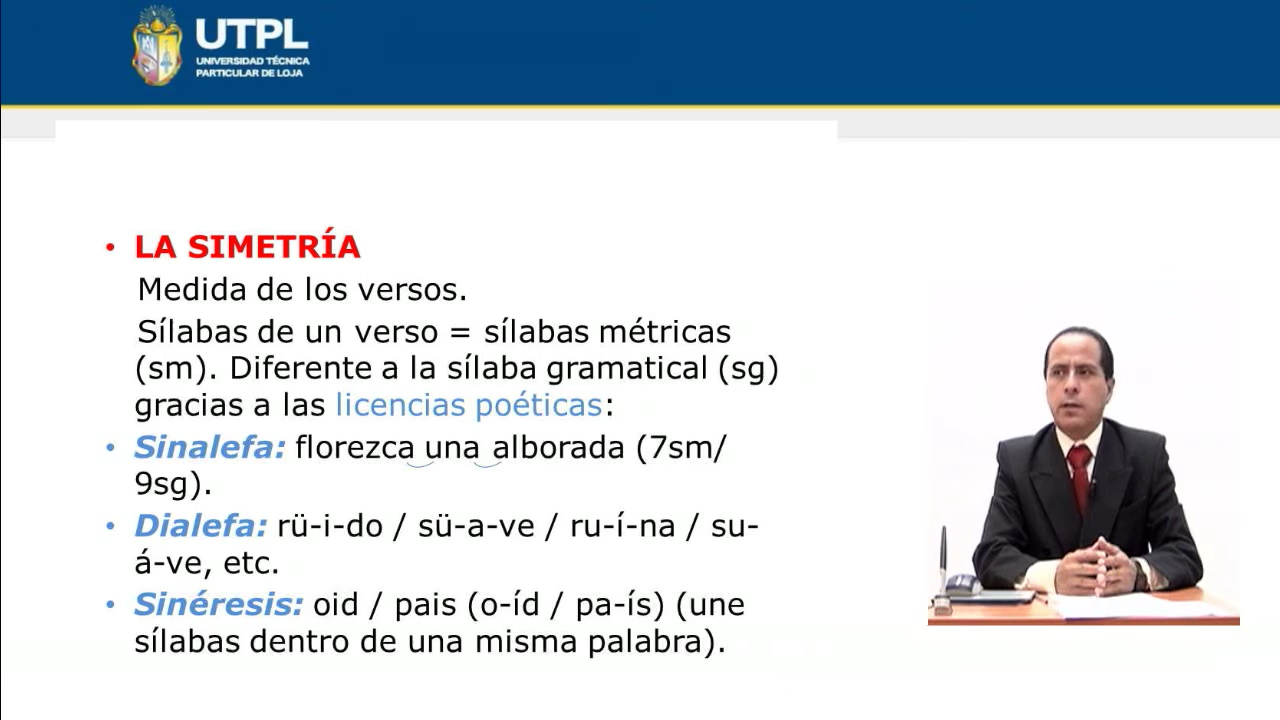 UTPL
UNIVERSIDAD TÉCNICA
PARTICULAR DE LOJA
• LA SIMETRÍA
Medida de los versos.
Sílabas de un verso = sílabas métricas
(sm). Diferente a la sílaba gramatical (sg)
gracias a las licencias poéticas:
• Sinalefa: florezca una alborada (7sm/
9sg).
• Dialefa: rü-i-do / sü-a-ve / ru-í-na / su-
á-ve, etc.
• Sinéresis: oid / pais (o-íd / pa-ís) (une
sílabas dentro de una misma palabra).